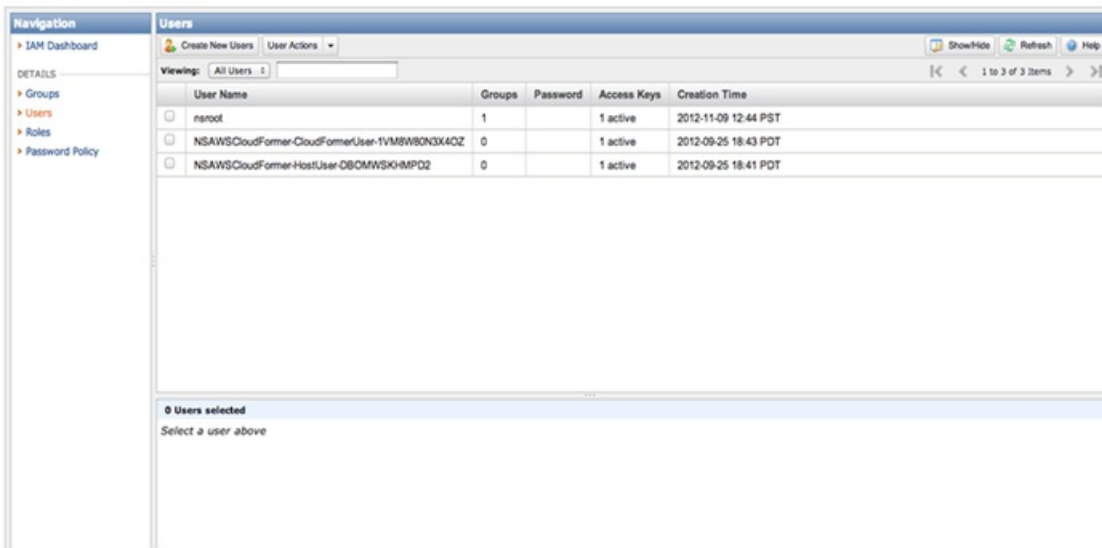 Navigation
IAM Dashboard
DETAILS
Groups
Users
Roles
Password Policy
Users
Create New Users User Actions
Show/Hide Refresh Help
Viewing: All Users
1 to 3 of 3 Items
User Name Groups Password Access Keys Creation Time
nsroot 1 1 active 2012-11-09 12:44 PST
NSAWSCloudFormer-CloudFormerUser-1VM8W80N3X4OZ 0 1 active 2012-09-25 18:43 PDT
NSAWSCloudFormer-HostUser-DBOMWSKHMPD2 0 1 active 2012-09-25 18:41 PDT
0 Users selected
Select a user above